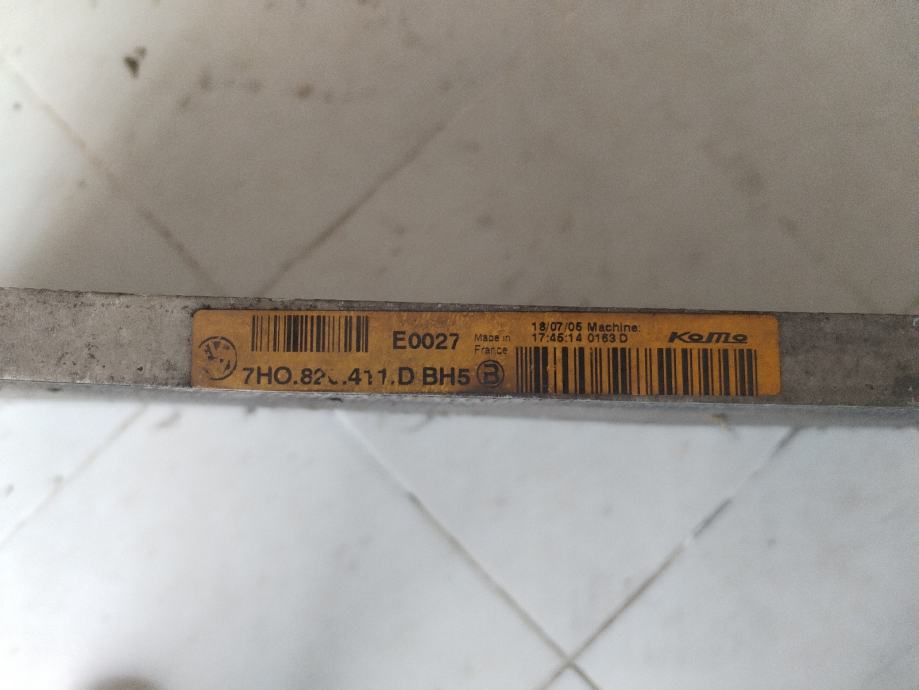 E0027
Made in
France
18/07/05 Machine:
17:45:14 0163 D
KoMo
.D BH5 B